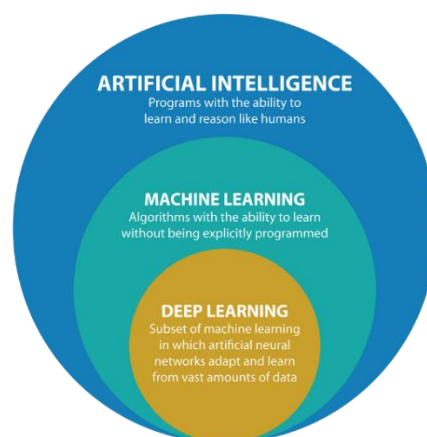 ARTIFICIAL INTELLIGENCE
Programs with the ability to
learn and reason like humans
MACHINE LEARNING
Algorithms with the ability to learn
without being explicitly programmed
DEEP LEARNING
Subset of machine learning
in which artificial neural
networks adapt and learn
from vast amounts of data